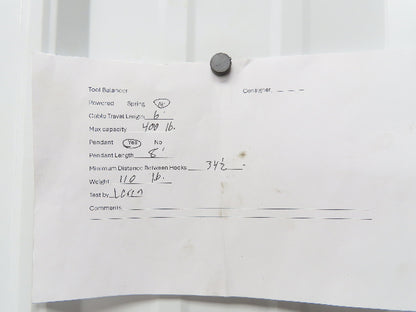 Tool Balancer Consigner
Powered Spring Air
Cable Travel Length 6'
Max capacity 400 lb.
Pendant Yes No
Pendant Length 8'
Minimum Distance Between Hooks 34½
Weight 110 lb.
Test by Loren
Comments